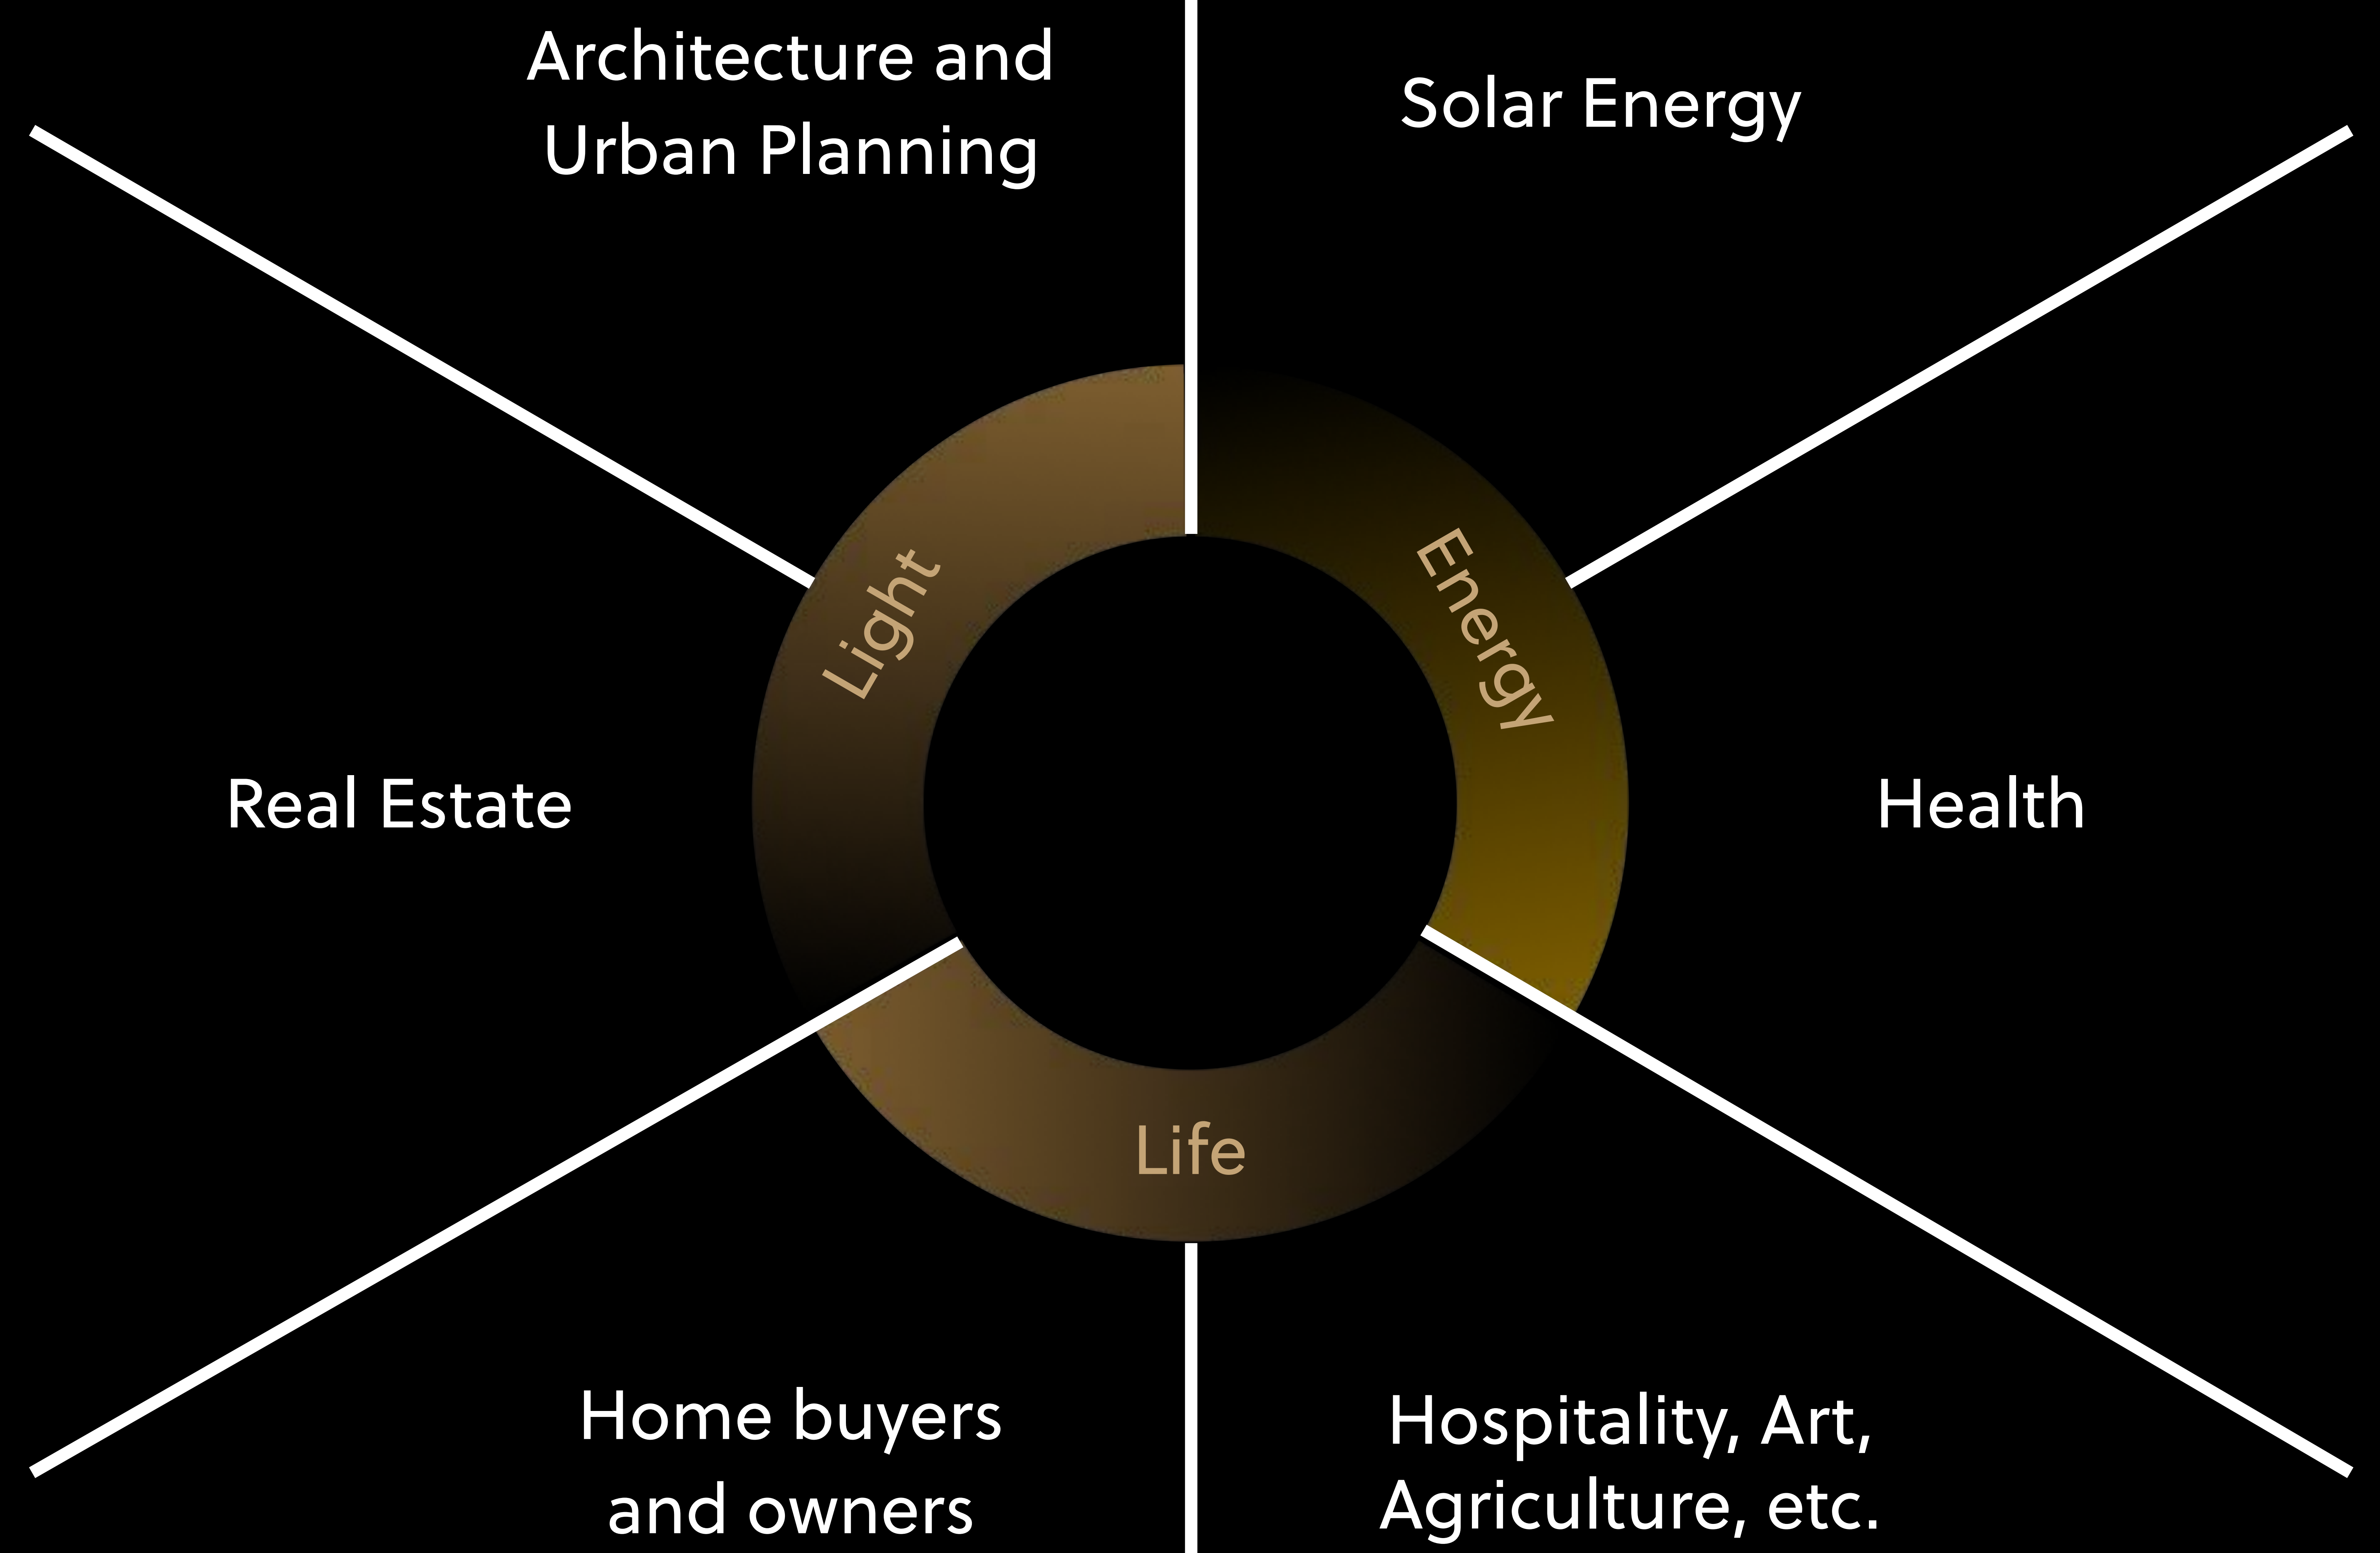 Architecture and
Urban Planning
Solar Energy
Light
Energy
Real Estate
Health
Life
Home buyers
and owners
Hospitality, Art,
Agriculture, etc.